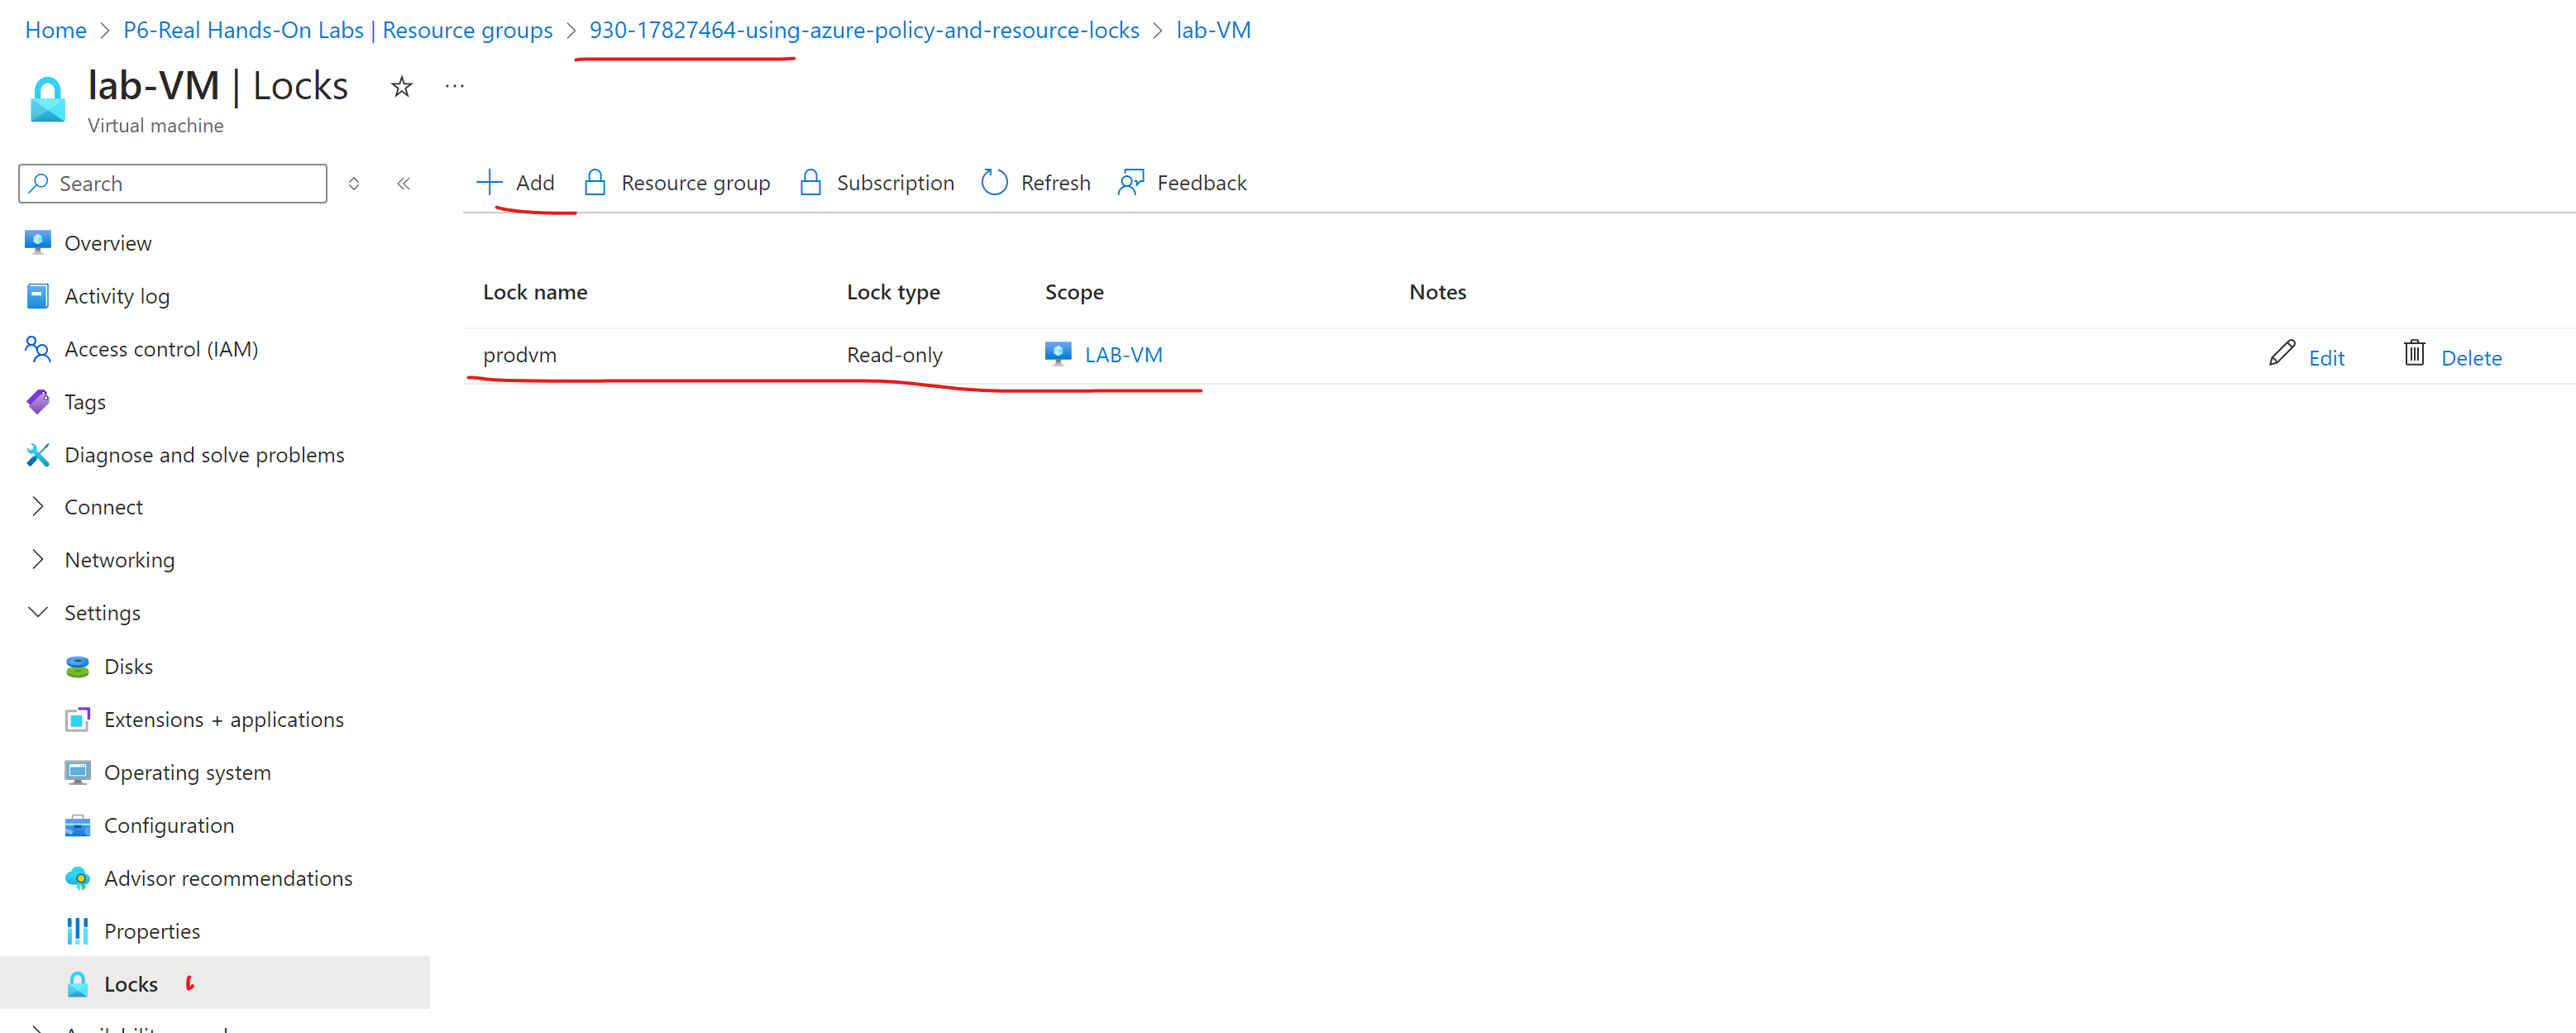 Home > P6-Real Hands-On Labs | Resource groups > 930-17827464-using-azure-policy-and-resource-locks > lab-VM
lab-VM | Locks
Virtual machine
Search
Add Resource group Subscription Refresh Feedback
Overview
Activity log
Access control (IAM)
Tags
Diagnose and solve problems
Connect
Networking
Settings
Disks
Extensions + applications
Operating system
Configuration
Advisor recommendations
Properties
Locks
Lock name Lock type Scope Notes
prodvm Read-only LAB-VM Edit Delete